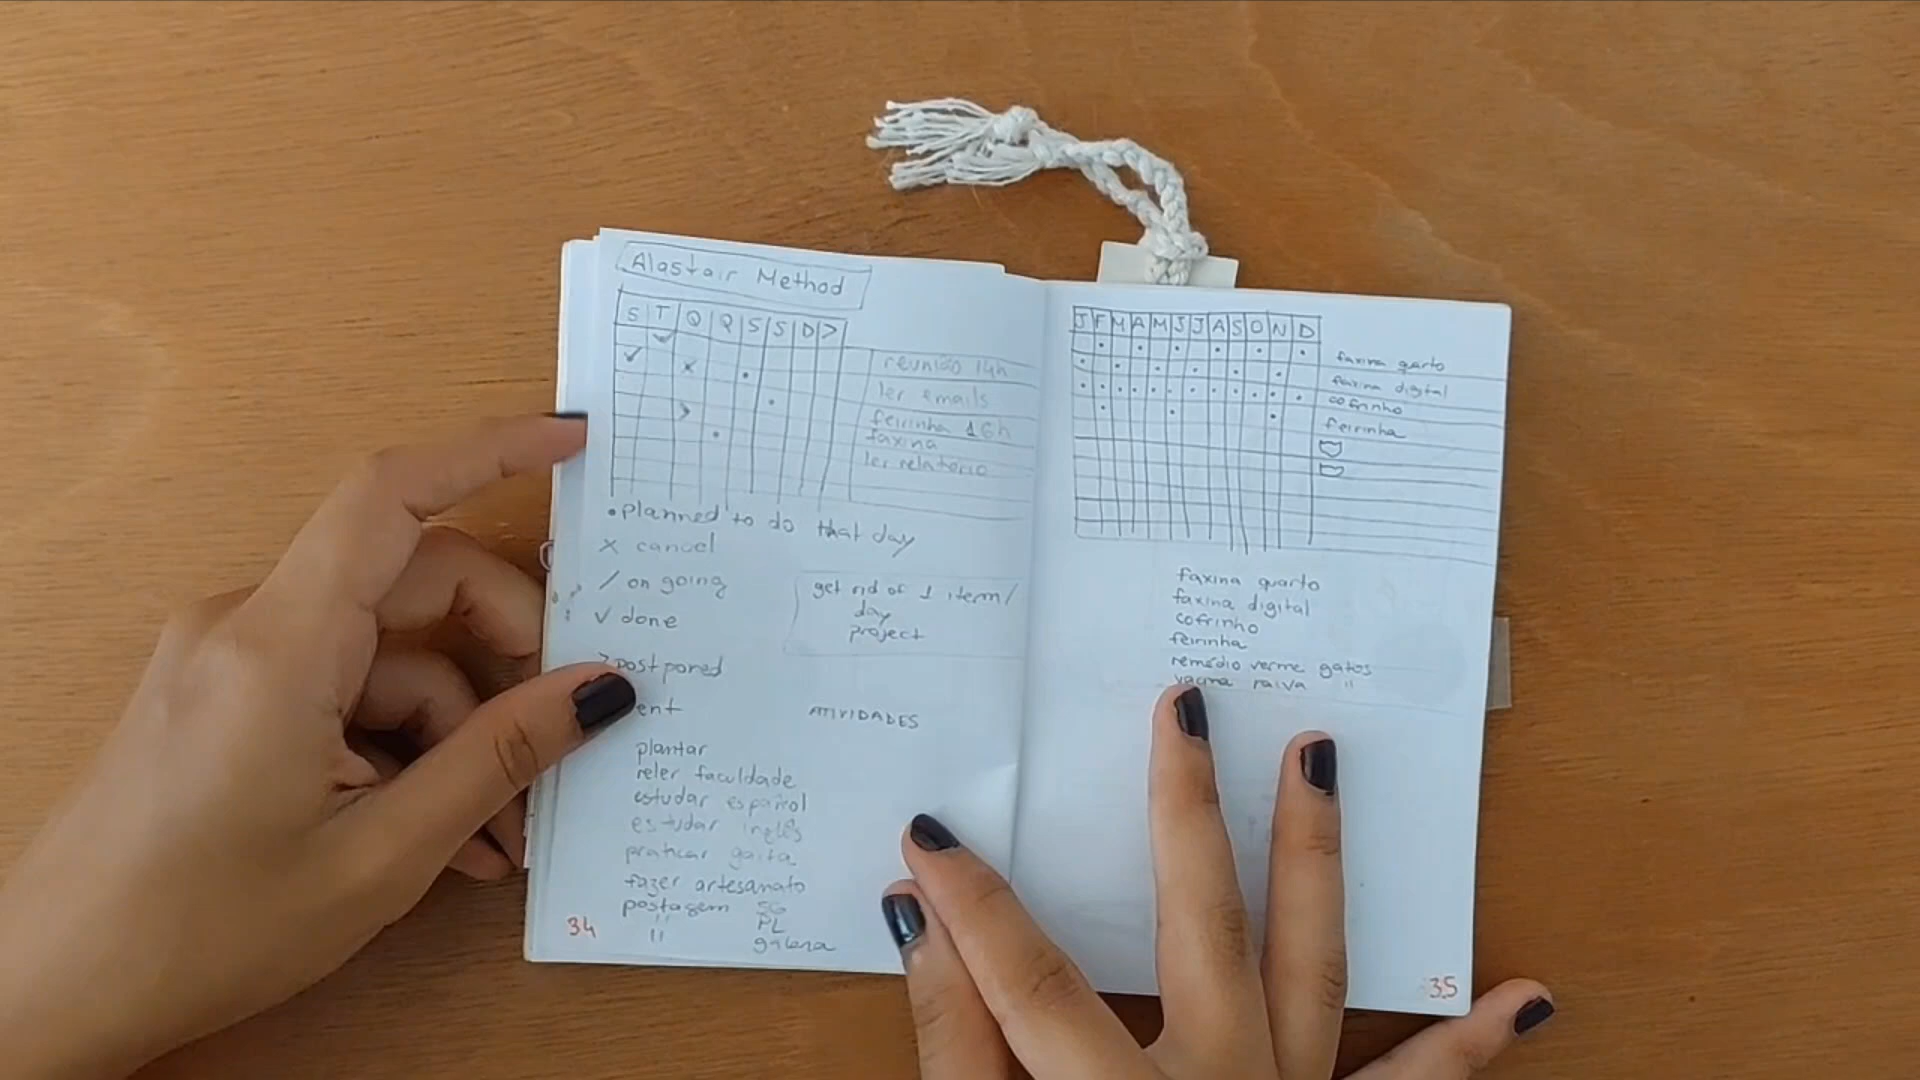 Alastair Method
S T Q Q S S D >
reunião 14h
ler emails
feirinha 16h
faxina
ler relatório
• planned to do that day
x cancel
/ on going
v done
> postponed
ent
get rid of 1 item/
day
project
ATIVIDADES
plantar
reler faculdade
estudar español
estudar inglês
praticar gaita
fazer artesanato
postagem SG
" PL
"
34
J F M A M J J A S O N D
faxina quarto
faxina digital
cofrinho
feirinha
faxina quarto
faxina digital
cofrinho
feirinha
remédio verme gatos
vacina raiva "
35